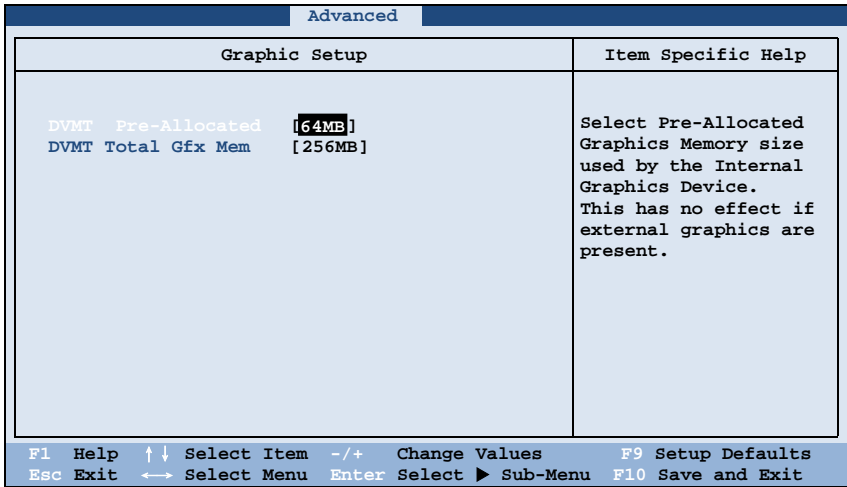 Advanced
Graphic Setup
Item Specific Help
DVMT Pre-Allocated [64MB]
DVMT Total Gfx Mem [256MB]
Select Pre-Allocated
Graphics Memory size
used by the Internal
Graphics Device.
This has no effect if
external graphics are
present.
F1 Help ↑↓ Select Item -/+ Change Values F9 Setup Defaults
Esc Exit ←→ Select Menu Enter Select ▶ Sub-Menu F10 Save and Exit